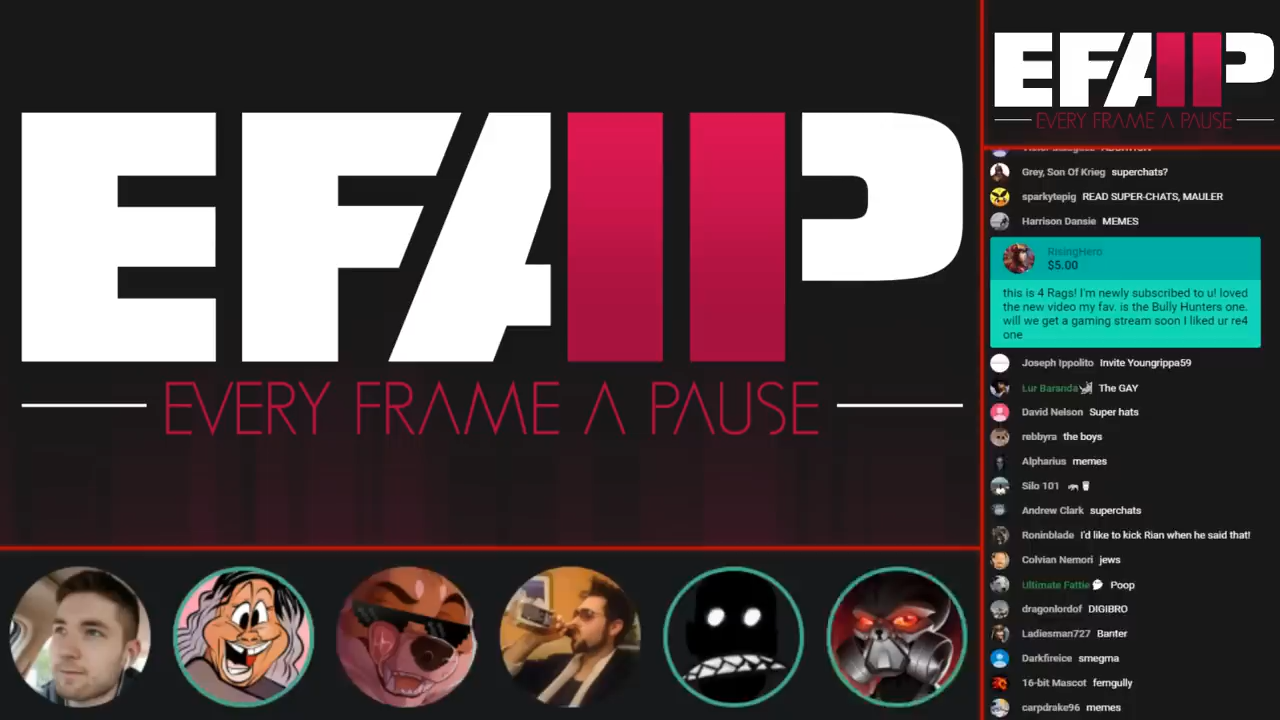 EFAP
EVERY FRAME A PAUSE
EFAP
EVERY FRAME A PAUSE
Grey, Son Of Krieg superchats?
sparkytepig READ SUPER-CHATS, MAULER
Harrison Dansie MEMES
RisingHero
$5.00
this is 4 Rags! I'm newly subscribed to u! loved
the new video my fav. is the Bully Hunters one.
will we get a gaming stream soon I liked ur re4
one
Joseph Ippolito Invite Youngrippa59
Lur Baranda The GAY
David Nelson Super hats
rebbyra the boys
Alpharius memes
Silo 101
Andrew Clark superchats
Roninblade I'd like to kick Rian when he said that!
Colvian Nemori jews
Ultimate Fattie Poop
dragonlordof DIGIBRO
Ladiesman727 Banter
Darkfireice smegma
16-bit Mascot ferngully
carpdrake96 memes